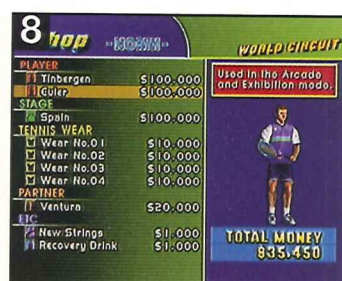 8
hop
WORLD CIRCUIT
PLAYER
Tinbergen $100.000
Guler $100.000
STAGE
Spain $100.000
TENNIS WEAR
Wear No.01 $10.000
Wear No.02 $10.000
Wear No.03 $10.000
Wear No.04 $10.000
PARTNER
Ventura $20.000
ETC
New Strings $1.000
Recovery Drink $1.000
Used in the Arcade
and Exhibition mode.
TOTAL MONEY
$35.450